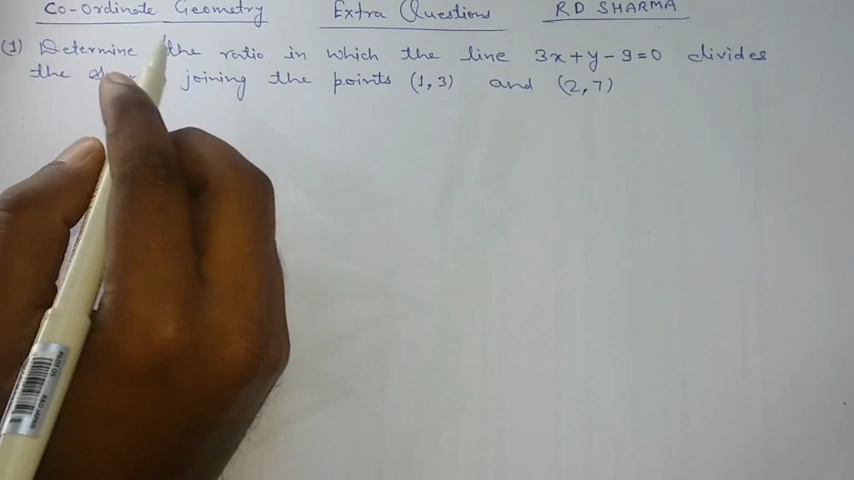 Co-Ordinate Geometry Extra Questions RD SHARMA
(1) Determine the ratio in which the line 3x+y-9=0 divides
the joining the points (1,3) and (2,7)